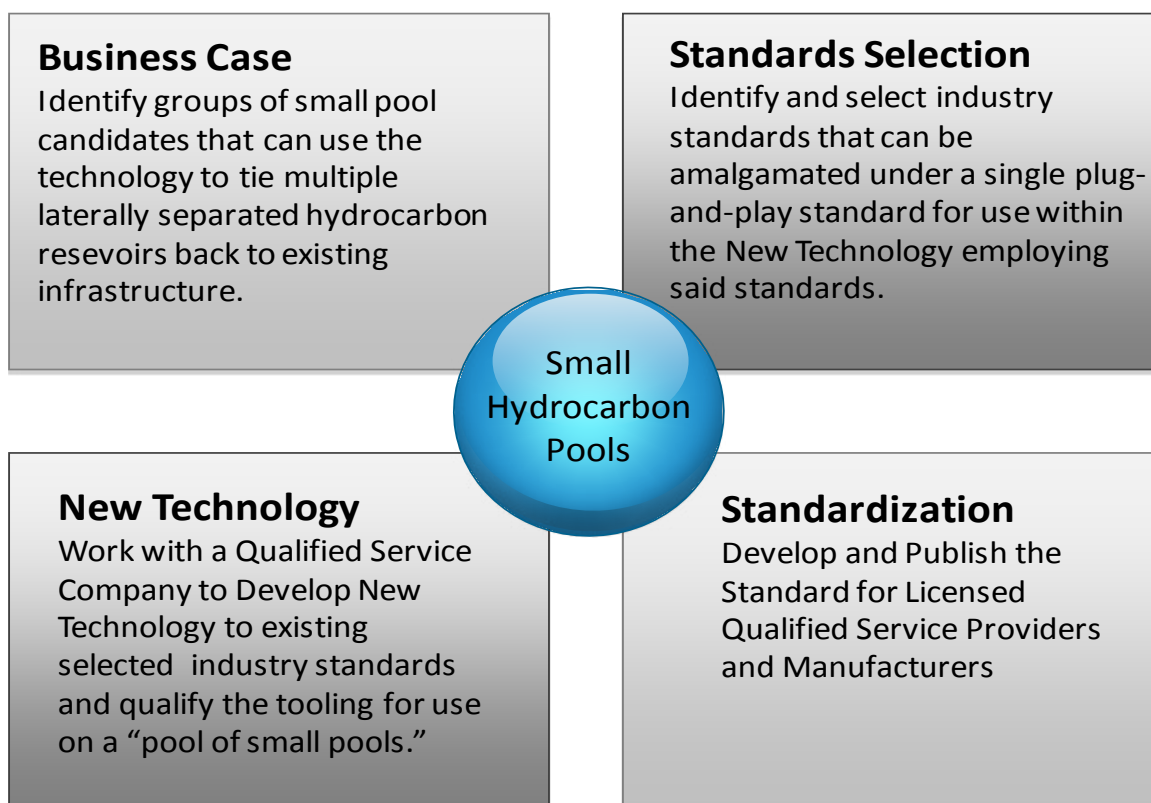 Business Case
Identify groups of small pool
candidates that can use the
technology to tie multiple
laterally separated hydrocarbon
resevoirs back to existing
infrastructure.
Standards Selection
Identify and select industry
standards that can be
amalgamated under a single plug-
and-play standard for use within
the New Technology employing
said standards.
Small
Hydrocarbon
Pools
New Technology
Work with a Qualified Service
Company to Develop New
Technology to existing
selected industry standards
and qualify the tooling for use
on a “pool of small pools.”
Standardization
Develop and Publish the
Standard for Licensed
Qualified Service Providers
and Manufacturers